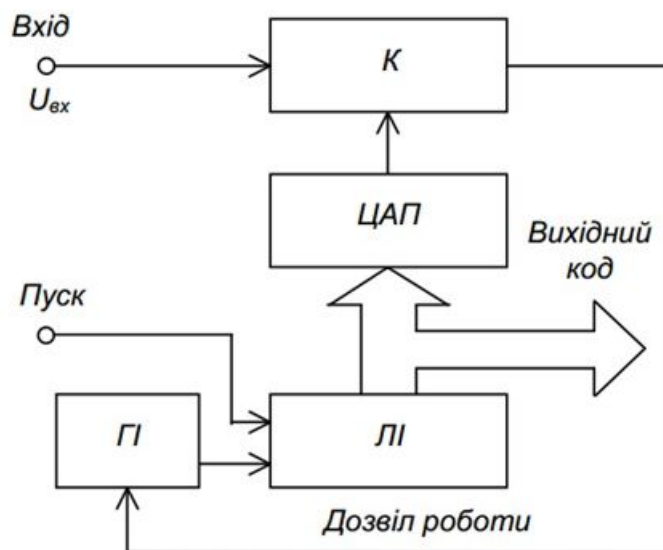 Вхід
K
Uвх
ЦАП
Вихідний
код
Пуск
ГІ
ЛІ
Дозвіл роботи